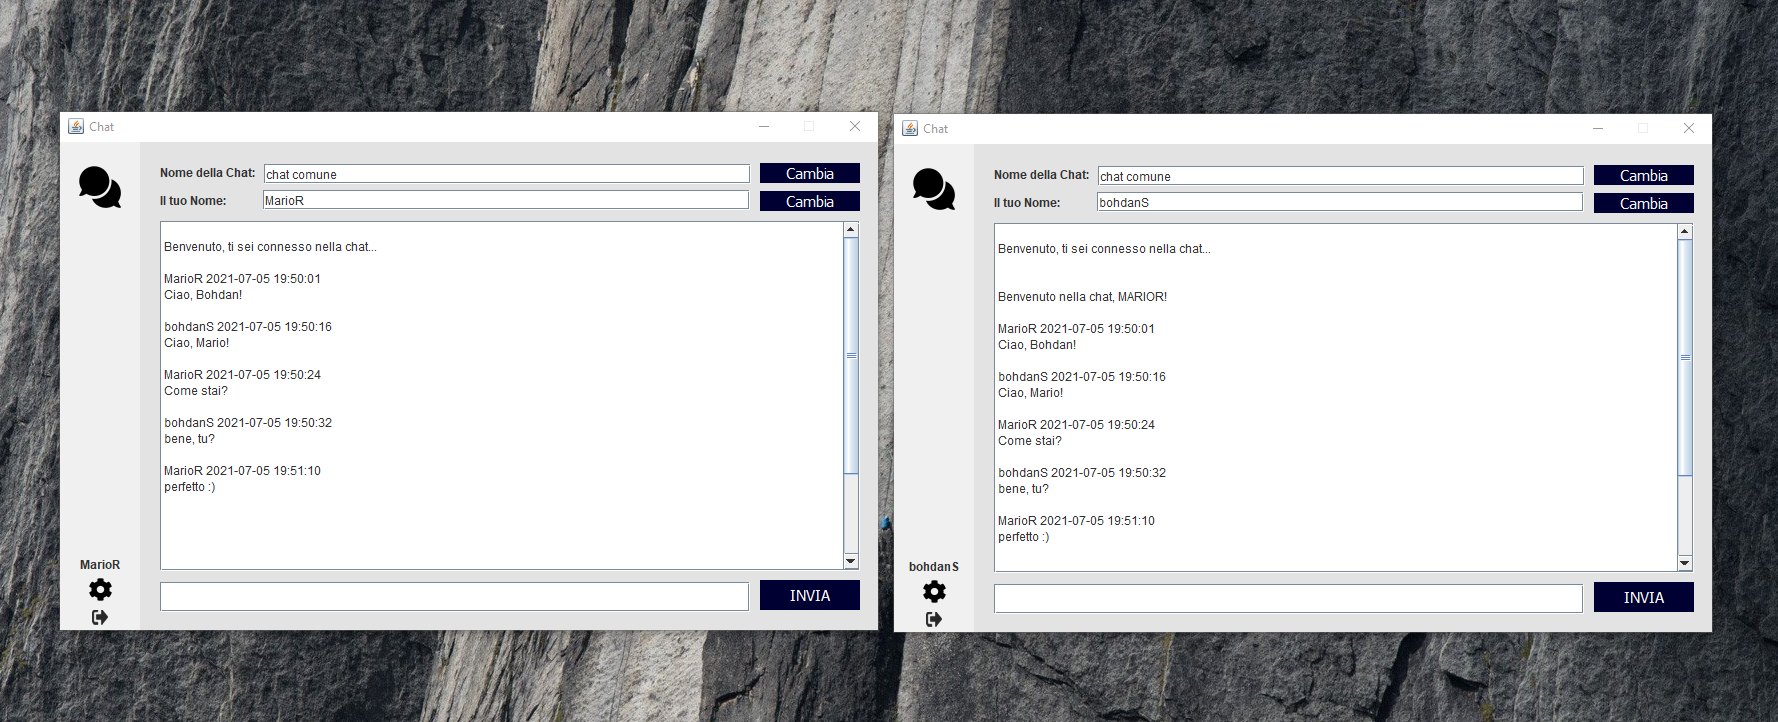 Chat
Nome della Chat: chat comune Cambia
Il tuo Nome: MarioR Cambia
Benvenuto, ti sei connesso nella chat...
MarioR 2021-07-05 19:50:01
Ciao, Bohdan!
bohdanS 2021-07-05 19:50:16
Ciao, Mario!
MarioR 2021-07-05 19:50:24
Come stai?
bohdanS 2021-07-05 19:50:32
bene, tu?
MarioR 2021-07-05 19:51:10
perfetto :)
MarioR
INVIA
Chat
Nome della Chat: chat comune Cambia
Il tuo Nome: bohdanS Cambia
Benvenuto, ti sei connesso nella chat...
Benvenuto nella chat, MARIOR!
MarioR 2021-07-05 19:50:01
Ciao, Bohdan!
bohdanS 2021-07-05 19:50:16
Ciao, Mario!
MarioR 2021-07-05 19:50:24
Come stai?
bohdanS 2021-07-05 19:50:32
bene, tu?
MarioR 2021-07-05 19:51:10
perfetto :)
bohdanS
INVIA